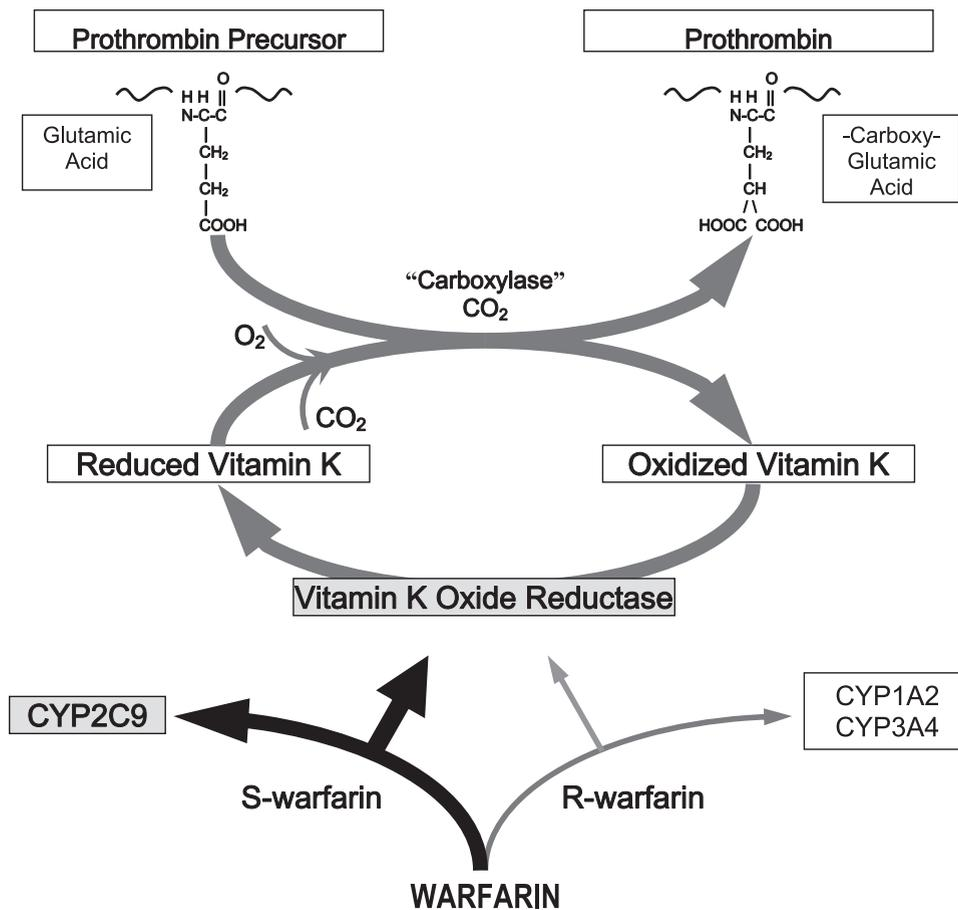 Prothrombin Precursor
Prothrombin
O
H H
N-C-C
CH2
CH2
COOH
Glutamic
Acid
O
H H
N-C-C
CH2
CH
HOOC COOH
-Carboxy-
Glutamic
Acid
“Carboxylase”
CO2
O2
CO2
Reduced Vitamin K
Oxidized Vitamin K
Vitamin K Oxide Reductase
CYP2C9
CYP1A2
CYP3A4
S-warfarin
R-warfarin
WARFARIN